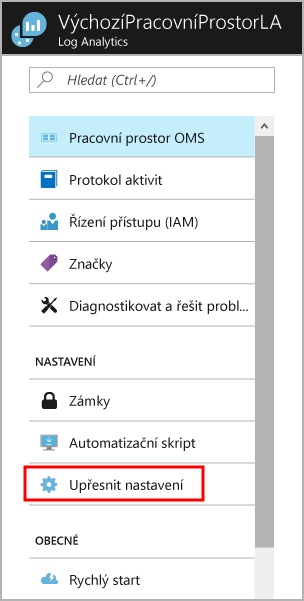 VýchozíPracovníProstorLA
Log Analytics
Hledat (Ctrl+/)
Pracovní prostor OMS
Protokol aktivit
Řízení přístupu (IAM)
Značky
Diagnostikovat a řešit probl...
NASTAVENÍ
Zámky
Automatizační skript
Upřesnit nastavení
OBECNÉ
Rychlý start